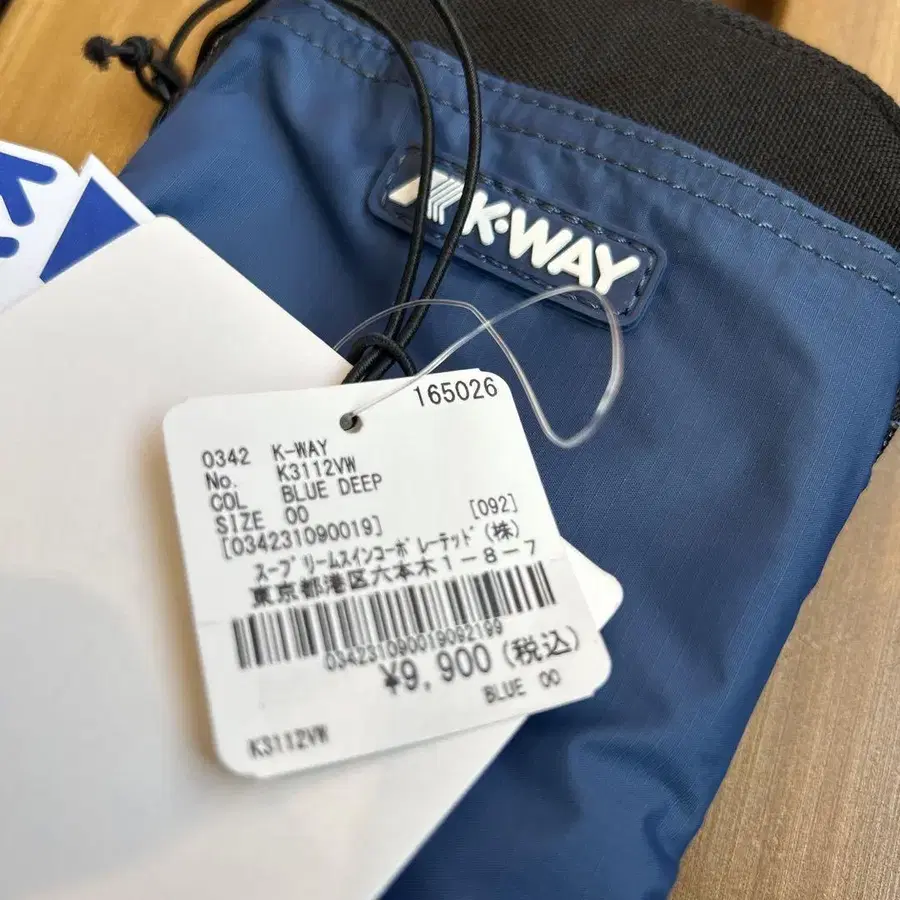 K·WAY
165026
0342 K-WAY
No. K3112VW
COL BLUE DEEP
SIZE 00
[034231090019] [092]
ｽｰﾌﾟﾘｰﾑｽインコーポﾚｰﾃｯﾄﾞ(株)
東京都港区六本木1-8-7
034231090019092199
¥9,900(税込)
BLUE 00
K3112VW